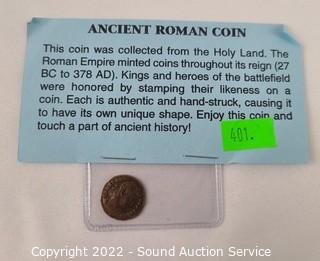 ANCIENT ROMAN COIN
This coin was collected from the Holy Land. The
Roman Empire minted coins throughout its reign (27
BC to 378 AD). Kings and heroes of the battlefield
were honored by stamping their likeness on a
coin. Each is authentic and hand-struck, causing it
to have its own unique shape. Enjoy this coin and
touch a part of ancient history!
401.
Copyright 2022 - Sound Auction Service